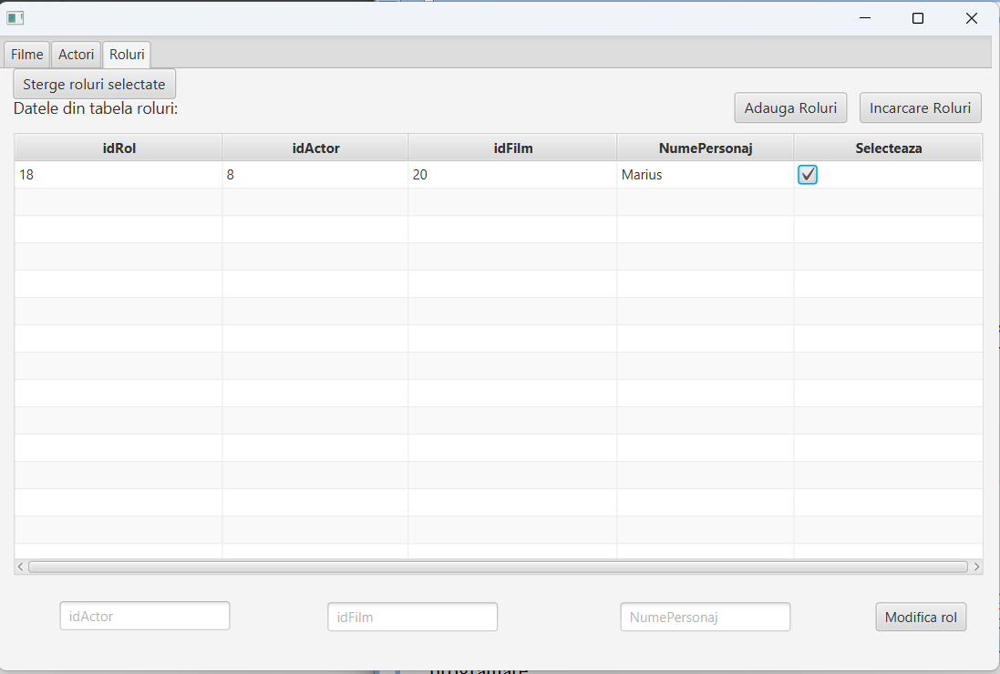 Filme Actori Roluri
Sterge roluri selectate
Datele din tabela roluri: Adauga Roluri Incarcare Roluri
idRol idActor idFilm NumePersonaj Selecteaza
18 8 20 Marius
idActor idFilm NumePersonaj Modifica rol